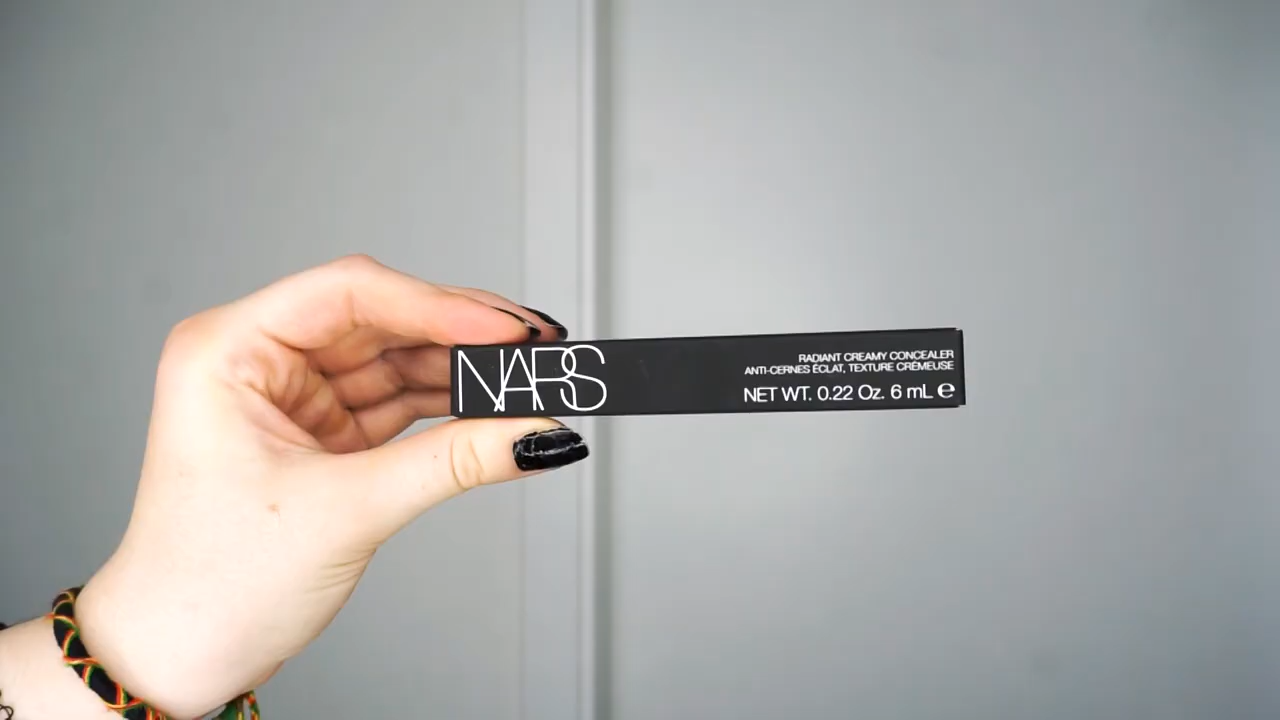 NARS
RADIANT CREAMY CONCEALER
ANTI-CERNES ÉCLAT, TEXTURE CRÉMEUSE
NET WT. 0.22 Oz. 6 mL ℮